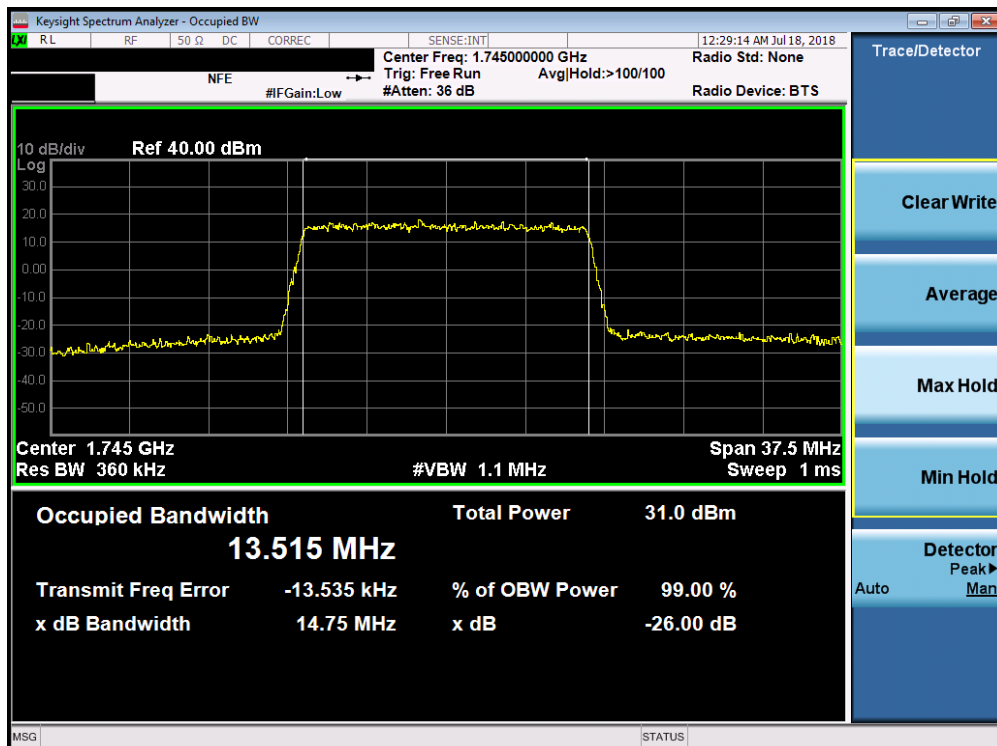 Keysight Spectrum Analyzer - Occupied BW
LXI RL RF 50 Ω DC CORREC SENSE:INT 12:29:14 AM Jul 18, 2018
Center Freq: 1.745000000 GHz Radio Std: None
NFE Trig: Free Run Avg|Hold:>100/100
#IFGain:Low #Atten: 36 dB Radio Device: BTS
Trace/Detector
10 dB/div Ref 40.00 dBm
Log
30.0
20.0
10.0
0.00
-10.0
-20.0
-30.0
-40.0
-50.0
Center 1.745 GHz Span 37.5 MHz
Res BW 360 kHz #VBW 1.1 MHz Sweep 1 ms
Occupied Bandwidth Total Power 31.0 dBm
13.515 MHz
Transmit Freq Error -13.535 kHz % of OBW Power 99.00 %
x dB Bandwidth 14.75 MHz x dB -26.00 dB
Clear Write
Average
Max Hold
Min Hold
Detector
Peak▶
Auto Man
MSG STATUS